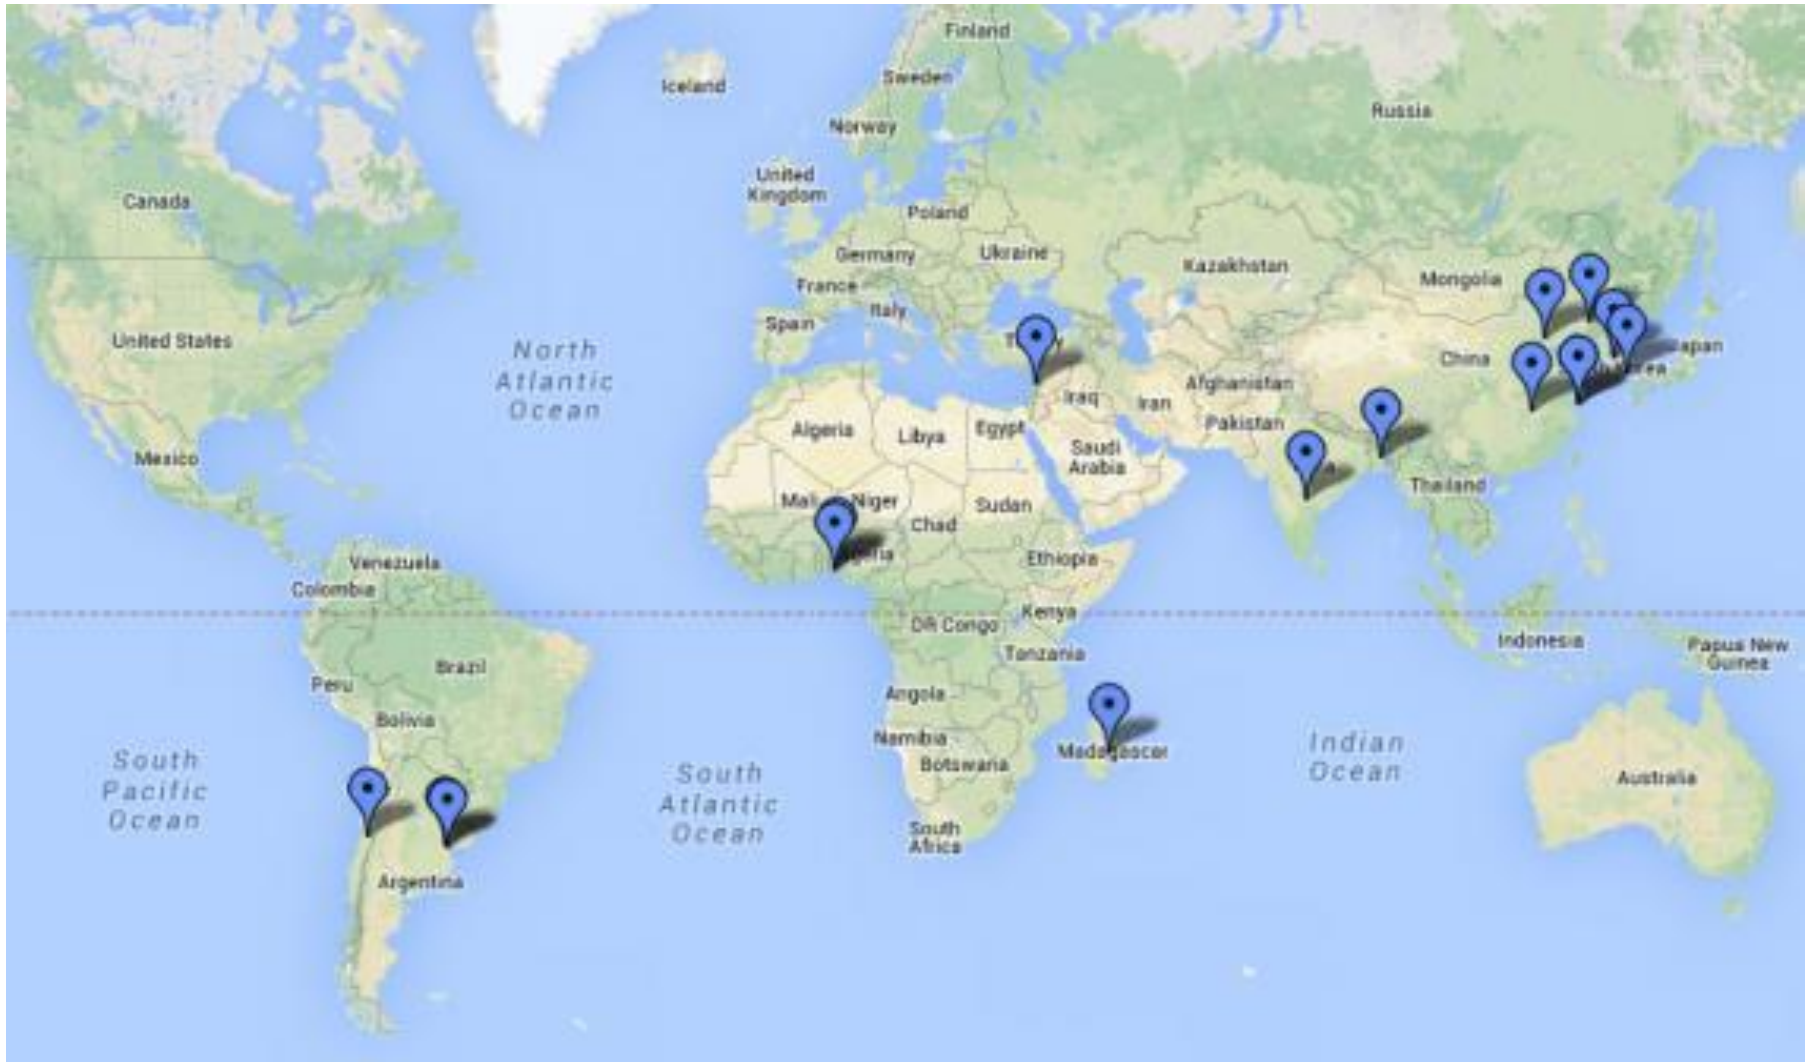 Finland
Sweden
Iceland
Russia
Norway
United
Kingdom
Canada
Poland
Germany
Ukraine
Kazakhstan
Mongolia
France
Italy
Spain
United States
China
Japan
North
Atlantic
Ocean
Afghanistan
Iraq
Iran
Pakistan
Algeria
Libya
Egypt
Saudi
Arabia
Mexico
Thailand
Mali
Niger
Sudan
Chad
Ethiopia
Venezuela
Colombia
Kenya
DR Congo
Indonesia
Papua New
Guinea
Tanzania
Brazil
Peru
Angola
Bolivia
Namibia
Madagascar
Botswana
Indian
Ocean
Australia
South
Pacific
Ocean
South
Atlantic
Ocean
South
Africa
Argentina